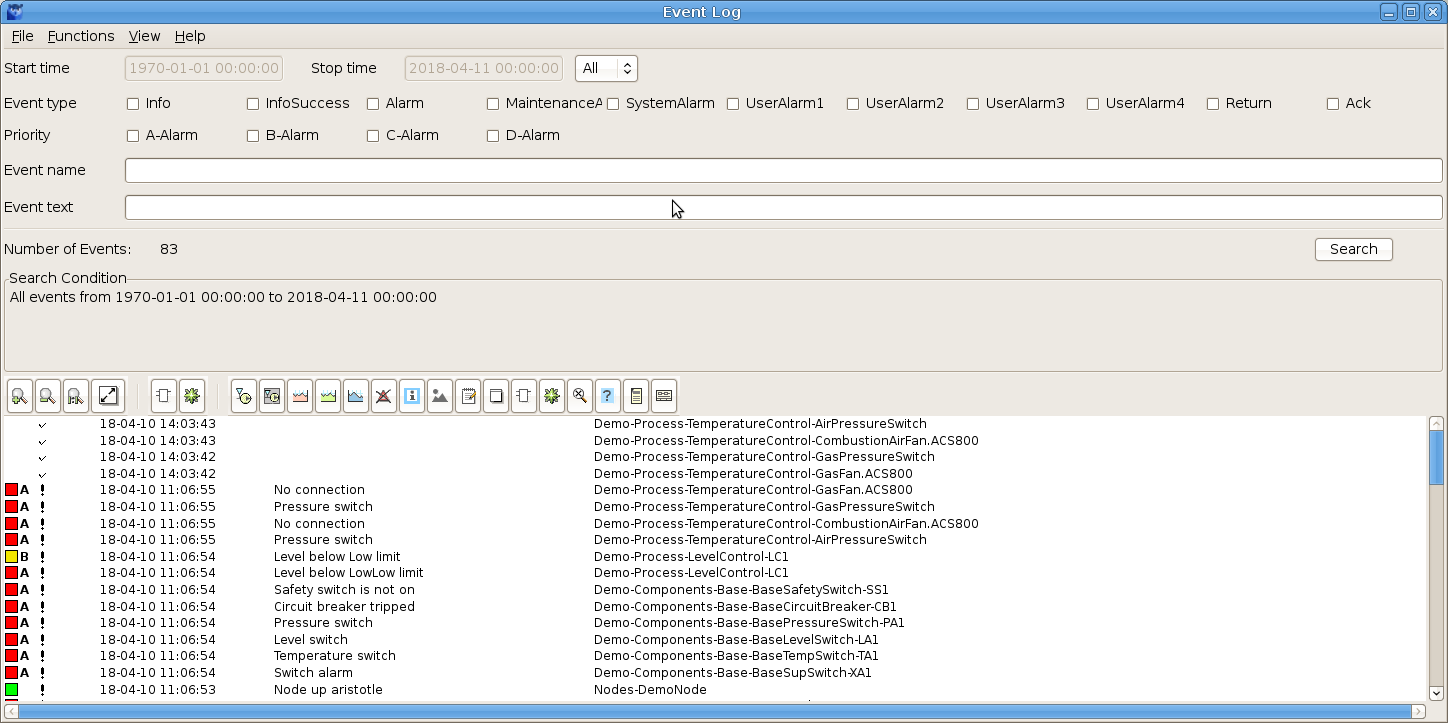 Event Log
File Functions View Help
Start time 1970-01-01 00:00:00 Stop time 2018-04-11 00:00:00 All
Event type Info InfoSuccess Alarm MaintenanceA SystemAlarm UserAlarm1 UserAlarm2 UserAlarm3 UserAlarm4 Return Ack
Priority A-Alarm B-Alarm C-Alarm D-Alarm
Event name
Event text
Number of Events: 83 Search
Search Condition
All events from 1970-01-01 00:00:00 to 2018-04-11 00:00:00
18-04-10 14:03:43 Demo-Process-TemperatureControl-AirPressureSwitch
18-04-10 14:03:43 Demo-Process-TemperatureControl-CombustionAirFan.ACS800
18-04-10 14:03:42 Demo-Process-TemperatureControl-GasPressureSwitch
18-04-10 14:03:42 Demo-Process-TemperatureControl-GasFan.ACS800
A ! 18-04-10 11:06:55 No connection Demo-Process-TemperatureControl-GasFan.ACS800
A ! 18-04-10 11:06:55 Pressure switch Demo-Process-TemperatureControl-GasPressureSwitch
A ! 18-04-10 11:06:55 No connection Demo-Process-TemperatureControl-CombustionAirFan.ACS800
A ! 18-04-10 11:06:55 Pressure switch Demo-Process-TemperatureControl-AirPressureSwitch
B ! 18-04-10 11:06:54 Level below Low limit Demo-Process-LevelControl-LC1
A ! 18-04-10 11:06:54 Level below LowLow limit Demo-Process-LevelControl-LC1
A ! 18-04-10 11:06:54 Safety switch is not on Demo-Components-Base-BaseSafetySwitch-SS1
A ! 18-04-10 11:06:54 Circuit breaker tripped Demo-Components-Base-BaseCircuitBreaker-CB1
A ! 18-04-10 11:06:54 Pressure switch Demo-Components-Base-BasePressureSwitch-PA1
A ! 18-04-10 11:06:54 Level switch Demo-Components-Base-BaseLevelSwitch-LA1
A ! 18-04-10 11:06:54 Temperature switch Demo-Components-Base-BaseTempSwitch-TA1
A ! 18-04-10 11:06:54 Switch alarm Demo-Components-Base-BaseSupSwitch-XA1
! 18-04-10 11:06:53 Node up aristotle Nodes-DemoNode